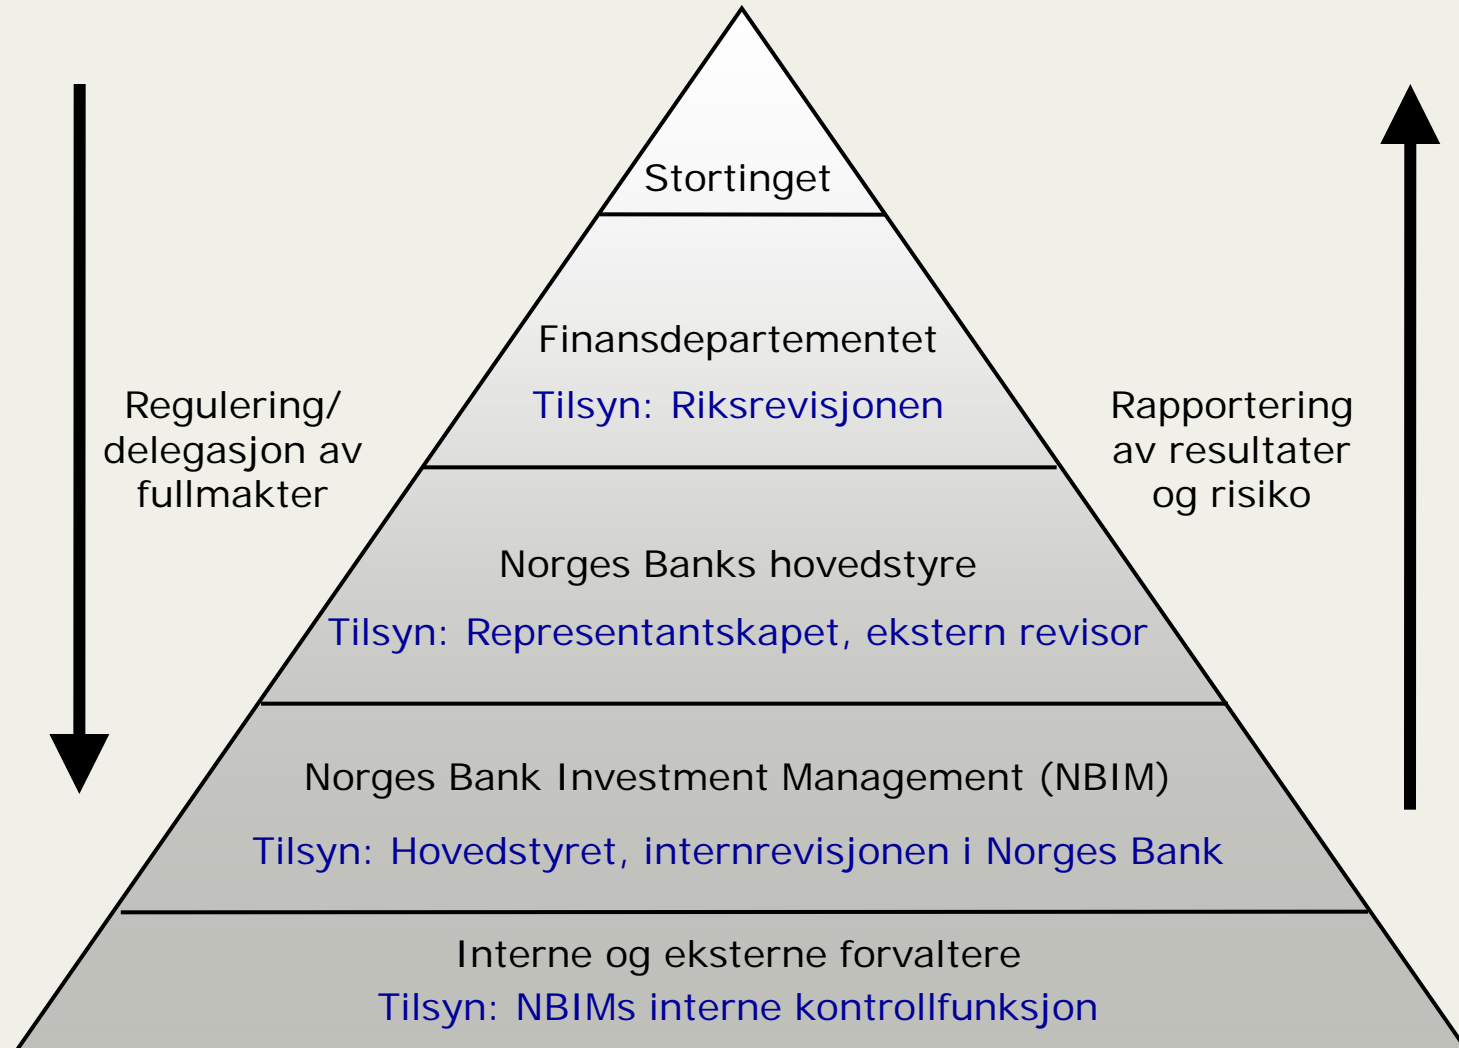 Stortinget
Finansdepartementet
Tilsyn: Riksrevisjonen
Regulering/
delegasjon av
fullmakter
Rapportering
av resultater
og risiko
Norges Banks hovedstyre
Tilsyn: Representantskapet, ekstern revisor
Norges Bank Investment Management (NBIM)
Tilsyn: Hovedstyret, internrevisjonen i Norges Bank
Interne og eksterne forvaltere
Tilsyn: NBIMs interne kontrollfunksjon